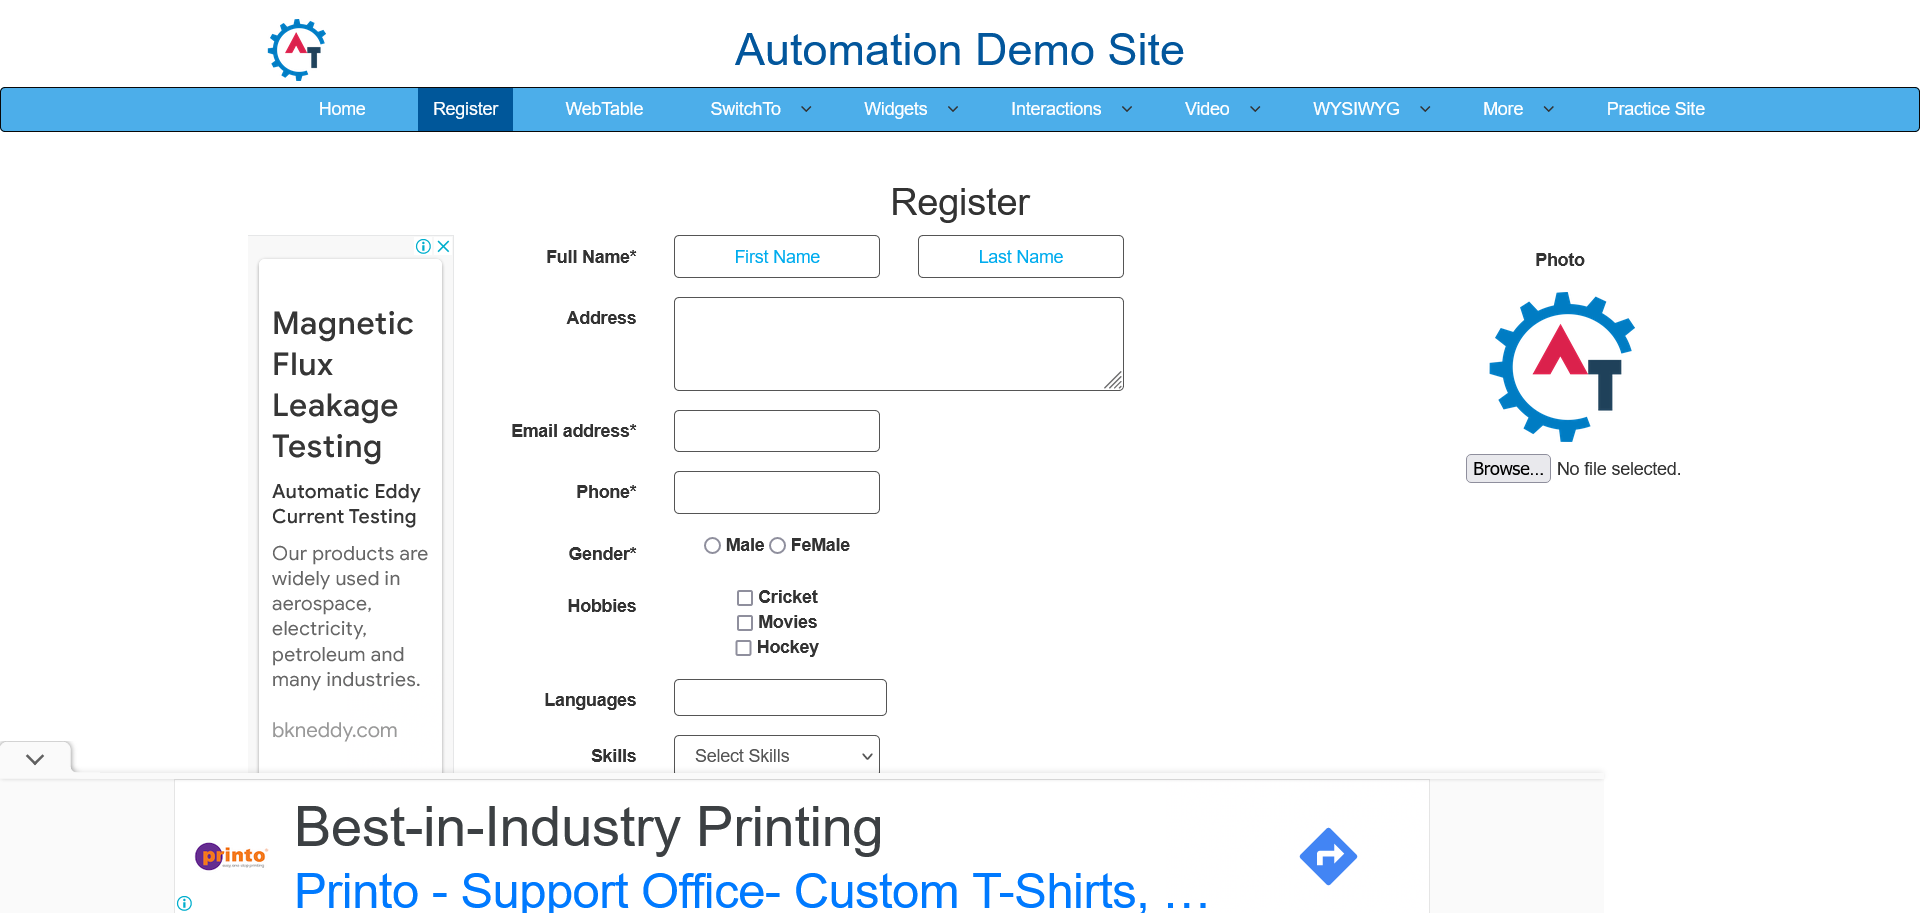 AT
Automation Demo Site
Home Register WebTable SwitchTo Widgets Interactions Video WYSIWYG More Practice Site
Register
Full Name* First Name Last Name
Photo
Address
AT
Email address*
Browse... No file selected.
Phone*
Gender* Male FeMale
Hobbies Cricket
Movies
Hockey
Languages
Skills Select Skills
Magnetic
Flux
Leakage
Testing
Automatic Eddy
Current Testing
Our products are
widely used in
aerospace,
electricity,
petroleum and
many industries.
bkneddy.com
printo
Best-in-Industry Printing
Printo - Support Office- Custom T-Shirts, ...